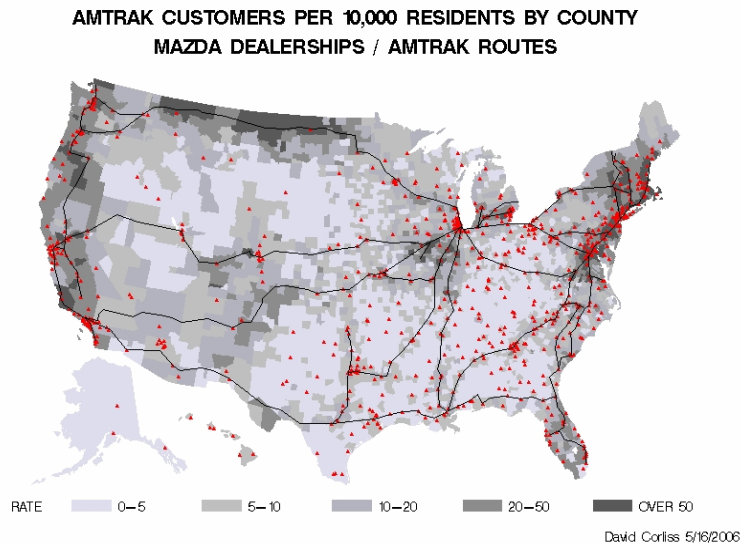 AMTRAK CUSTOMERS PER 10,000 RESIDENTS BY COUNTY
MAZDA DEALERSHIPS / AMTRAK ROUTES
RATE 0–5 5–10 10–20 20–50 OVER 50
David Corliss 5/16/2006